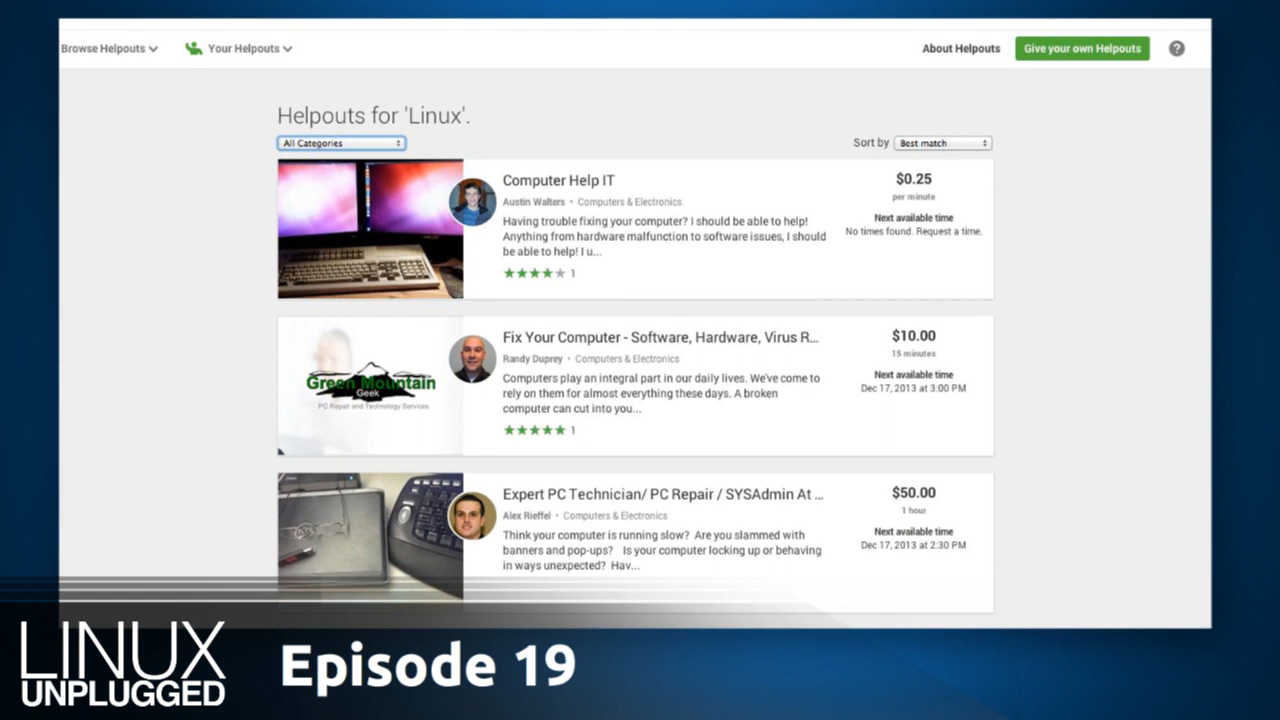 Browse Helpouts
Your Helpouts
About Helpouts
Give your own Helpouts
?
Helpouts for 'Linux'.
All Categories
Sort by
Best match
Computer Help IT
Austin Walters • Computers & Electronics
Having trouble fixing your computer? I should be able to help!
Anything from hardware malfunction to software issues, I should
be able to help! I u...
1
$0.25
per minute
Next available time
No times found. Request a time.
Green Mountain
Geek
PC Repair and Technology Services
Fix Your Computer - Software, Hardware, Virus R...
Randy Duprey • Computers & Electronics
Computers play an integral part in our daily lives. We've come to
rely on them for almost everything these days. A broken
computer can cut into you...
1
$10.00
15 minutes
Next available time
Dec 17, 2013 at 3:00 PM
Expert PC Technician/ PC Repair / SYSAdmin At ...
Alex Rieffel • Computers & Electronics
Think your computer is running slow? Are you slammed with
banners and pop-ups? Is your computer locking up or behaving
in ways unexpected? Hav...
$50.00
1 hour
Next available time
Dec 17, 2013 at 2:30 PM
LINUX
UNPLUGGED
Episode 19